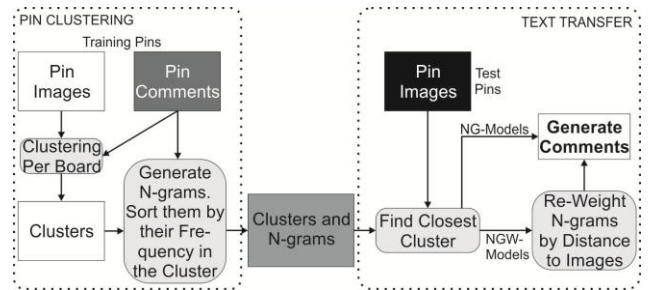 PIN CLUSTERING
Training Pins
Pin
Images
Pin
Comments
Clustering
Per Board
Clusters
Generate
N-grams.
Sort them by
their Fre-
quency in
the Cluster
Clusters and
N-grams
TEXT TRANSFER
Pin
Images
Test
Pins
NG-Models
Generate
Comments
Find Closest
Cluster
NGW-
Models
Re-Weight
N-grams
by Distance
to Images